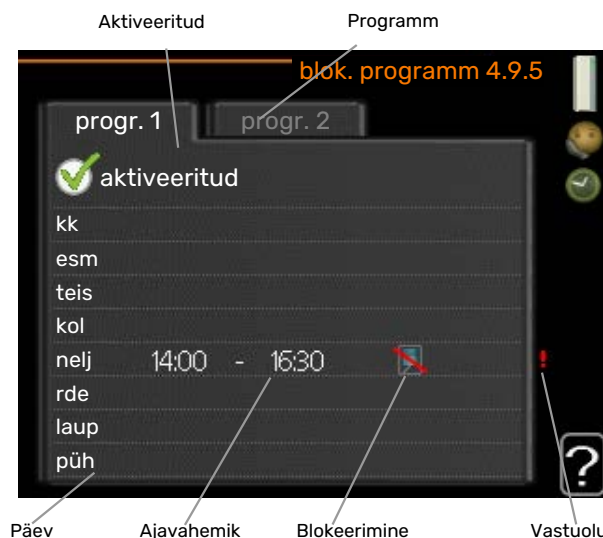 Aktiveeritud Programm
blok. programm 4.9.5
progr. 1 progr. 2
aktiveeritud
kk
esm
teis
kol
nelj 14:00 - 16:30 !
rde
laup
püh
?
Päev Ajavahemik Blokeerimine Vastuolu